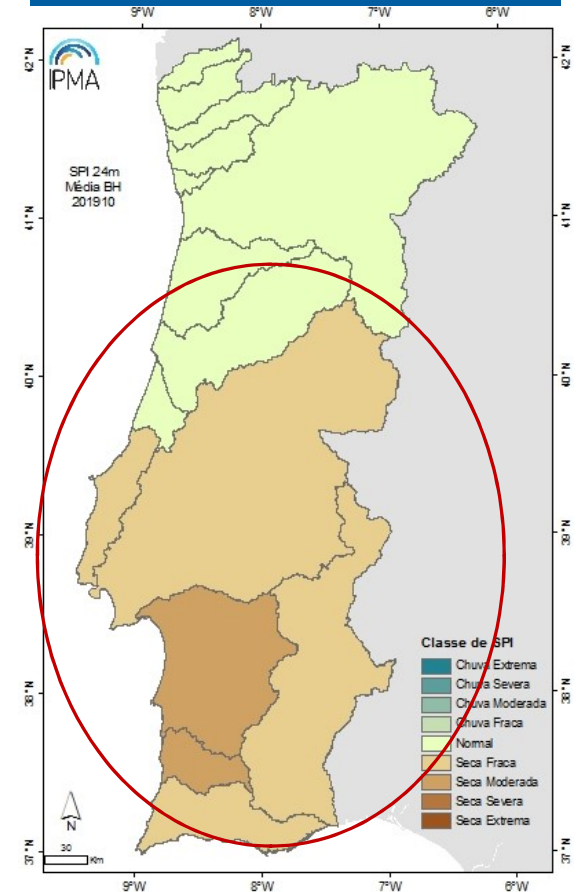 9°W 8°W 7°W 6°W
42°N 42°N
IPMA
SPI 24m
Média BH
201910
41°N 41°N
40°N 40°N
39°N 39°N
Classe de SPI
Chuva Extrema
Chuva Severa
38°N 38°N
Chuva Moderada
Chuva Fraca
Normal
Seca Fraca
Seca Moderada
Seca Severa
Seca Extrema
N
30
Km
37°N 37°N
9°W 8°W 7°W 6°W